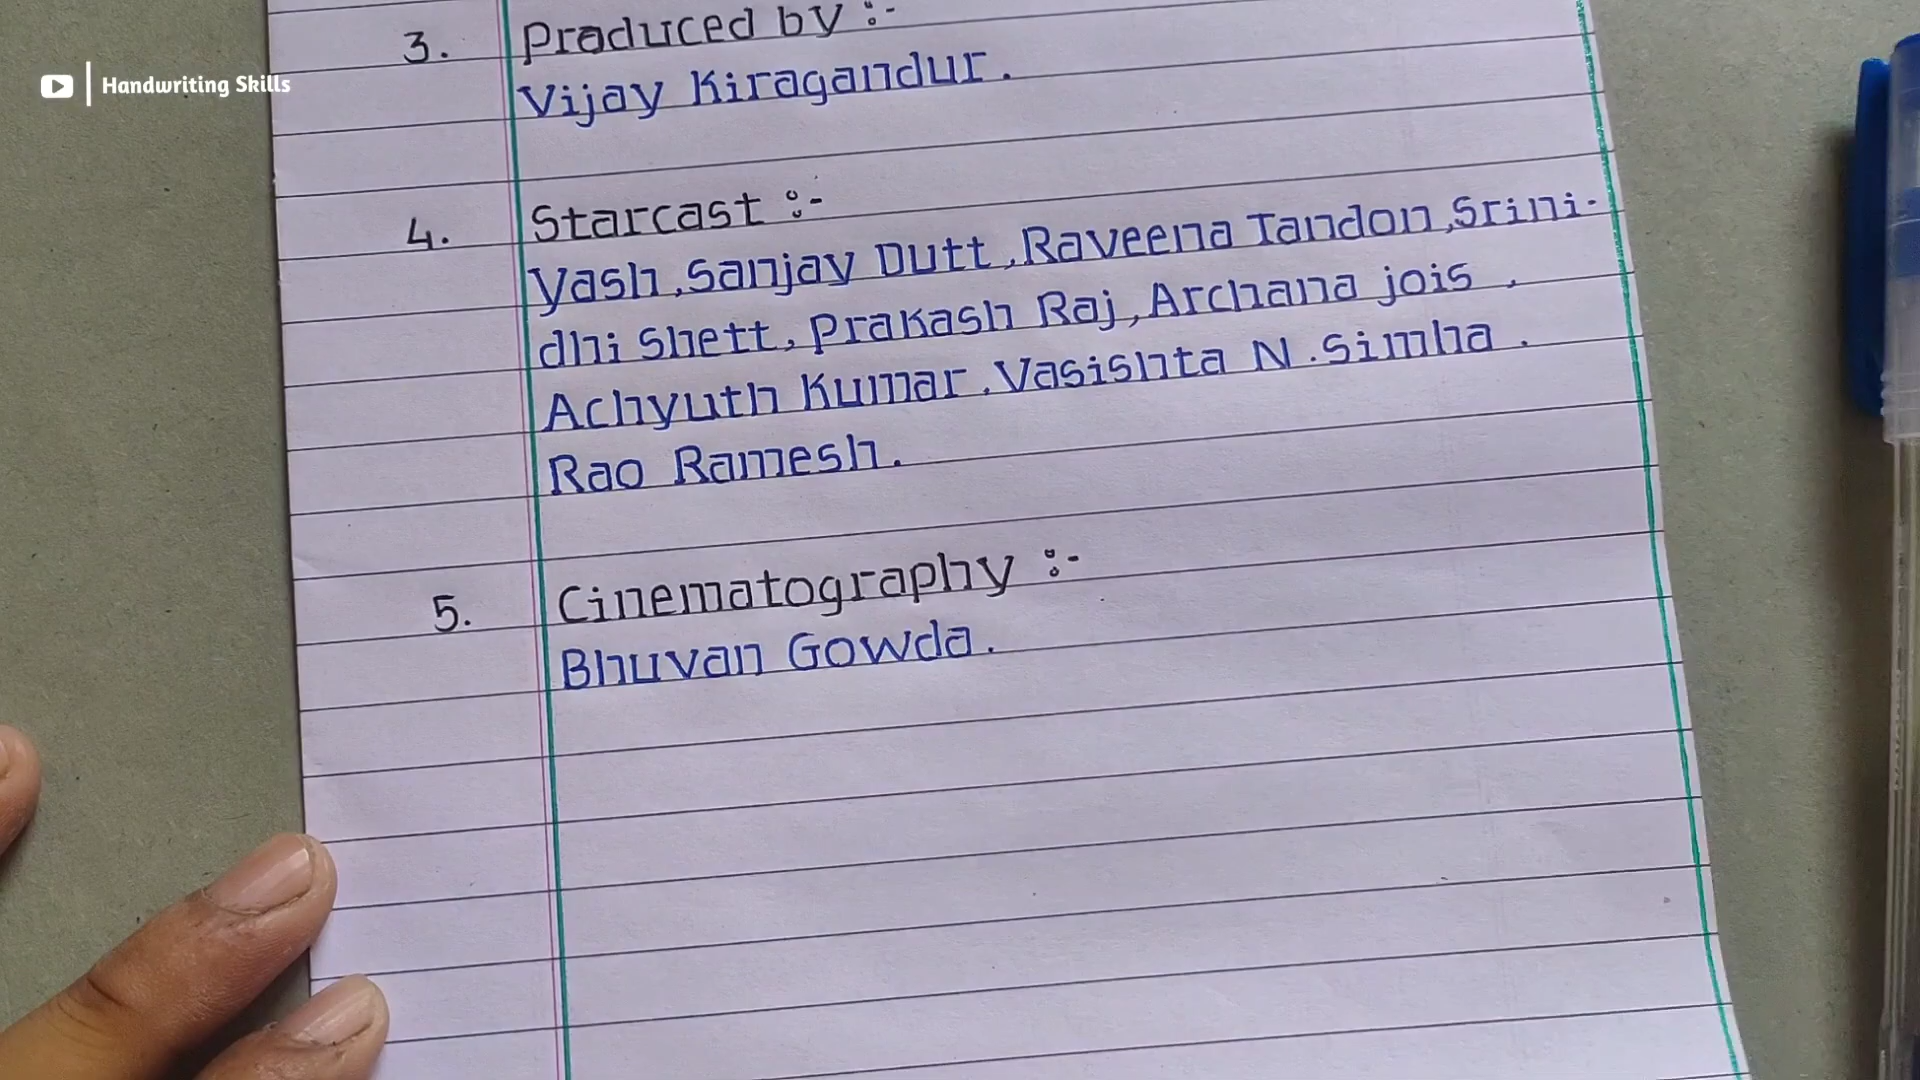 Handwriting Skills
3. Produced by :-
Vijay Kiragandur.
4. Starcast :-
Yash, Sanjay Dutt, Raveena Tandon, Srini-
dhi Shett, Prakash Raj, Archana jois,
Achyuth Kumar, Vasishta N. Simha.
Rao Ramesh.
5. Cinematography :-
Bhuvan Gowda.